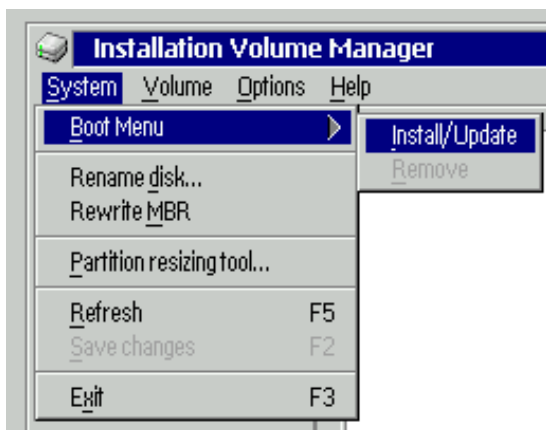 Installation Volume Manager
System Volume Options Help
Boot Menu
Install/Update
Remove
Rename disk...
Rewrite MBR
Partition resizing tool...
Refresh F5
Save changes F2
Exit F3